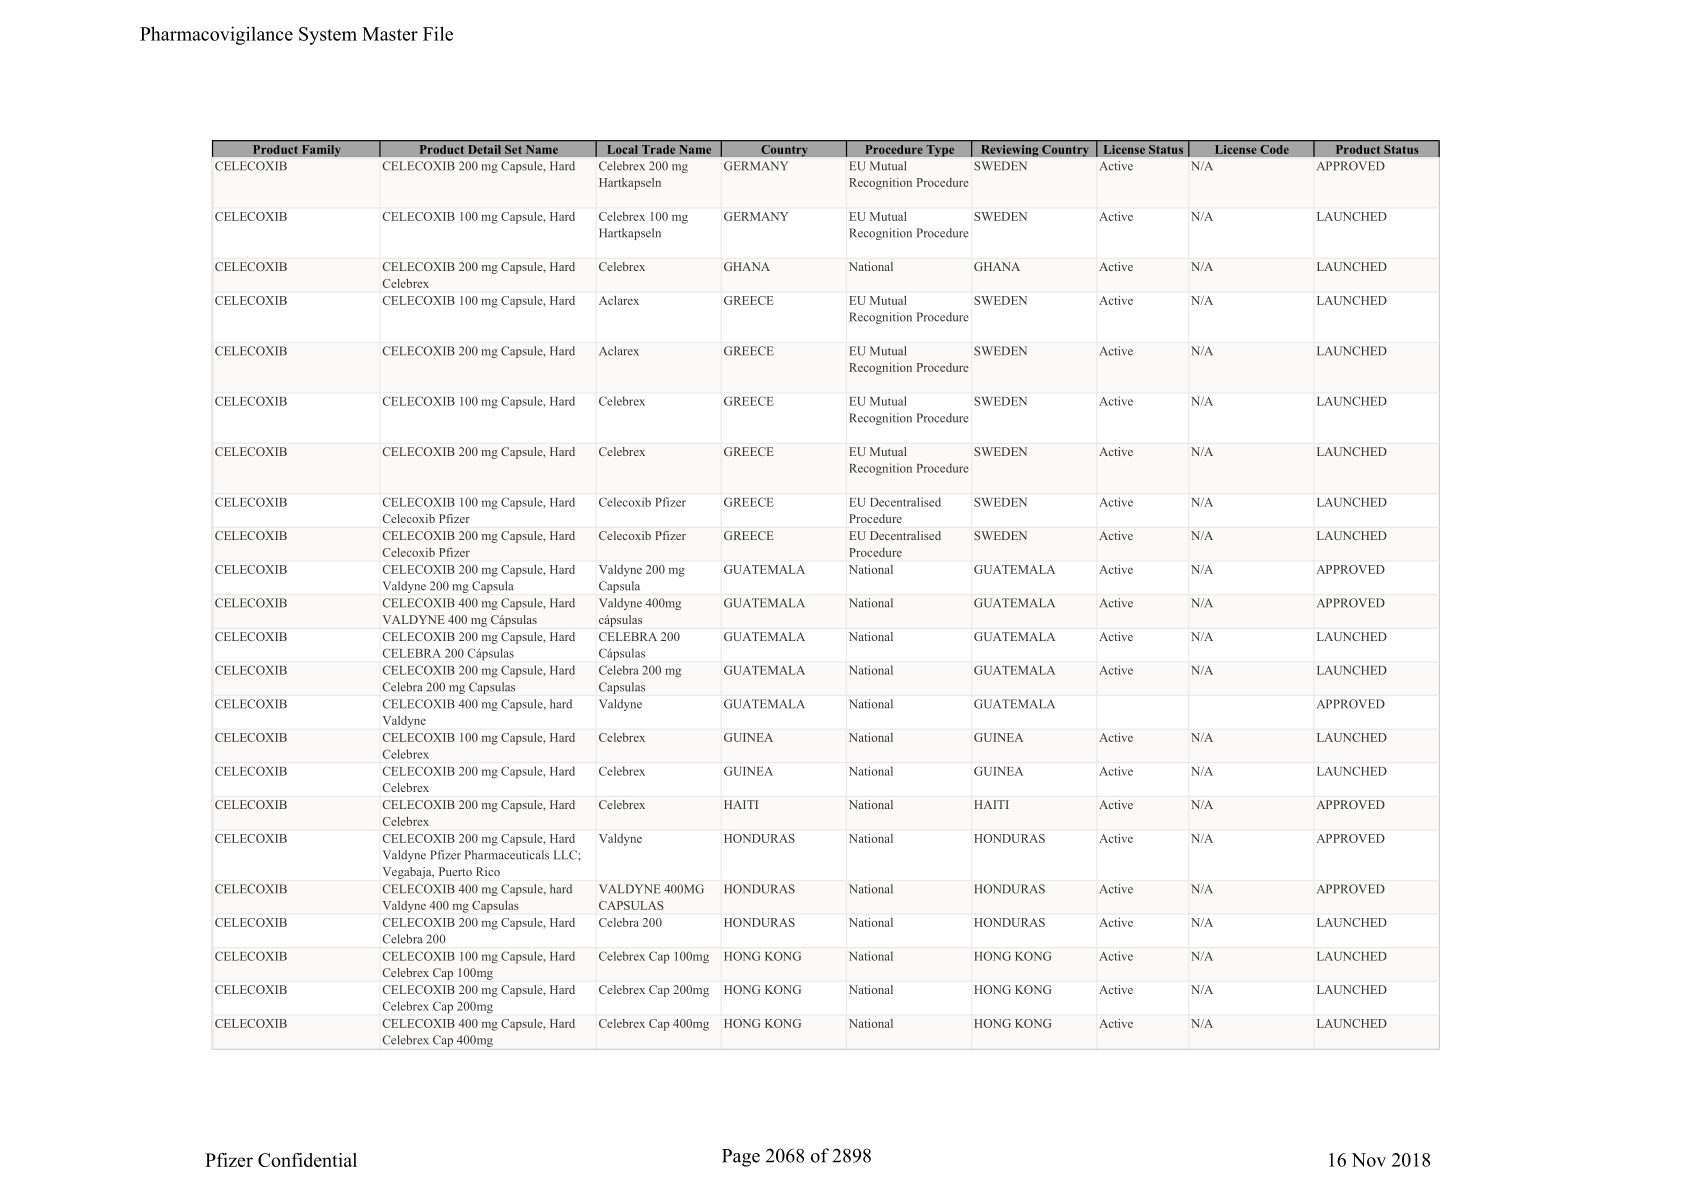 Pharmacovigilance System Master File
Product Family Product Detail Set Name Local Trade Name Country Procedure Type Reviewing Country License Status License Code Product Status
CELECOXIB CELECOXIB 200 mg Capsule, Hard Celebrex 200 mg GERMANY EU Mutual SWEDEN Active N/A APPROVED
Hartkapseln Recognition Procedure
CELECOXIB CELECOXIB 100 mg Capsule, Hard Celebrex 100 mg GERMANY EU Mutual SWEDEN Active N/A LAUNCHED
Hartkapseln Recognition Procedure
CELECOXIB CELECOXIB 200 mg Capsule, Hard Celebrex GHANA National GHANA Active N/A LAUNCHED
Celebrex
CELECOXIB CELECOXIB 100 mg Capsule, Hard Aclarex GREECE EU Mutual SWEDEN Active N/A LAUNCHED
Recognition Procedure
CELECOXIB CELECOXIB 200 mg Capsule, Hard Aclarex GREECE EU Mutual SWEDEN Active N/A LAUNCHED
Recognition Procedure
CELECOXIB CELECOXIB 100 mg Capsule, Hard Celebrex GREECE EU Mutual SWEDEN Active N/A LAUNCHED
Recognition Procedure
CELECOXIB CELECOXIB 200 mg Capsule, Hard Celebrex GREECE EU Mutual SWEDEN Active N/A LAUNCHED
Recognition Procedure
CELECOXIB CELECOXIB 100 mg Capsule, Hard Celecoxib Pfizer GREECE EU Decentralised SWEDEN Active N/A LAUNCHED
Celecoxib Pfizer Procedure
CELECOXIB CELECOXIB 200 mg Capsule, Hard Celecoxib Pfizer GREECE EU Decentralised SWEDEN Active N/A LAUNCHED
Celecoxib Pfizer Procedure
CELECOXIB CELECOXIB 200 mg Capsule, Hard Valdyne 200 mg GUATEMALA National GUATEMALA Active N/A APPROVED
Valdyne 200 mg Capsula Capsula
CELECOXIB CELECOXIB 400 mg Capsule, Hard Valdyne 400mg GUATEMALA National GUATEMALA Active N/A APPROVED
VALDYNE 400 mg Cápsulas cápsulas
CELECOXIB CELECOXIB 200 mg Capsule, Hard CELEBRA 200 GUATEMALA National GUATEMALA Active N/A LAUNCHED
CELEBRA 200 Cápsulas Cápsulas
CELECOXIB CELECOXIB 200 mg Capsule, Hard Celebra 200 mg GUATEMALA National GUATEMALA Active N/A LAUNCHED
Celebra 200 mg Capsulas Capsulas
CELECOXIB CELECOXIB 400 mg Capsule, hard Valdyne GUATEMALA National GUATEMALA APPROVED
Valdyne
CELECOXIB CELECOXIB 100 mg Capsule, Hard Celebrex GUINEA National GUINEA Active N/A LAUNCHED
Celebrex
CELECOXIB CELECOXIB 200 mg Capsule, Hard Celebrex GUINEA National GUINEA Active N/A LAUNCHED
Celebrex
CELECOXIB CELECOXIB 200 mg Capsule, Hard Celebrex HAITI National HAITI Active N/A APPROVED
Celebrex
CELECOXIB CELECOXIB 200 mg Capsule, Hard Valdyne HONDURAS National HONDURAS Active N/A APPROVED
Valdyne Pfizer Pharmaceuticals LLC;
Vegabaja, Puerto Rico
CELECOXIB CELECOXIB 400 mg Capsule, hard VALDYNE 400MG HONDURAS National HONDURAS Active N/A APPROVED
Valdyne 400 mg Capsulas CAPSULAS
CELECOXIB CELECOXIB 200 mg Capsule, Hard Celebra 200 HONDURAS National HONDURAS Active N/A LAUNCHED
Celebra 200
CELECOXIB CELECOXIB 100 mg Capsule, Hard Celebrex Cap 100mg HONG KONG National HONG KONG Active N/A LAUNCHED
Celebrex Cap 100mg
CELECOXIB CELECOXIB 200 mg Capsule, Hard Celebrex Cap 200mg HONG KONG National HONG KONG Active N/A LAUNCHED
Celebrex Cap 200mg
CELECOXIB CELECOXIB 400 mg Capsule, Hard Celebrex Cap 400mg HONG KONG National HONG KONG Active N/A LAUNCHED
Celebrex Cap 400mg
Pfizer Confidential Page 2068 of 2898 16 Nov 2018